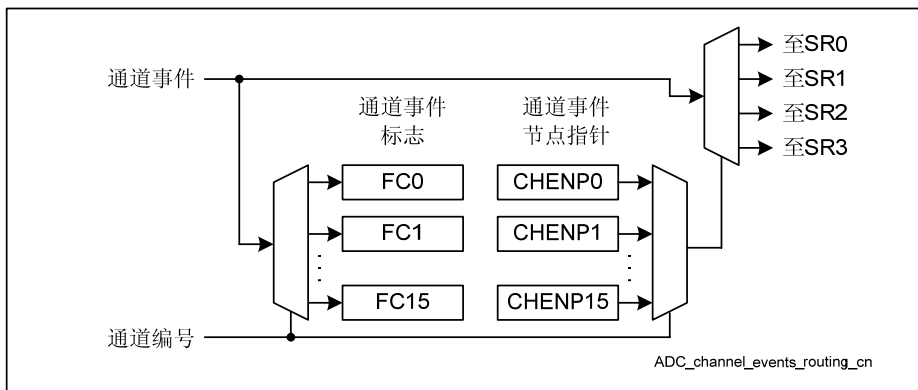 至SR0
通道事件
至SR1
至SR2
至SR3
通道事件
标志
通道事件
节点指针
FC0
CHENP0
FC1
CHENP1
FC15
CHENP15
通道编号
ADC_channel_events_routing_cn